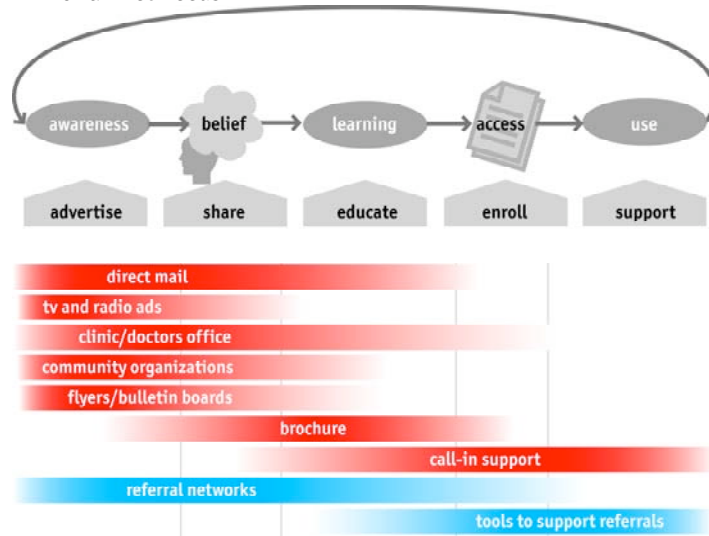 awareness belief learning access use
advertise share educate enroll support
direct mail
tv and radio ads
clinic/doctors office
community organizations
flyers/bulletin boards
brochure
call-in support
referral networks
tools to support referrals